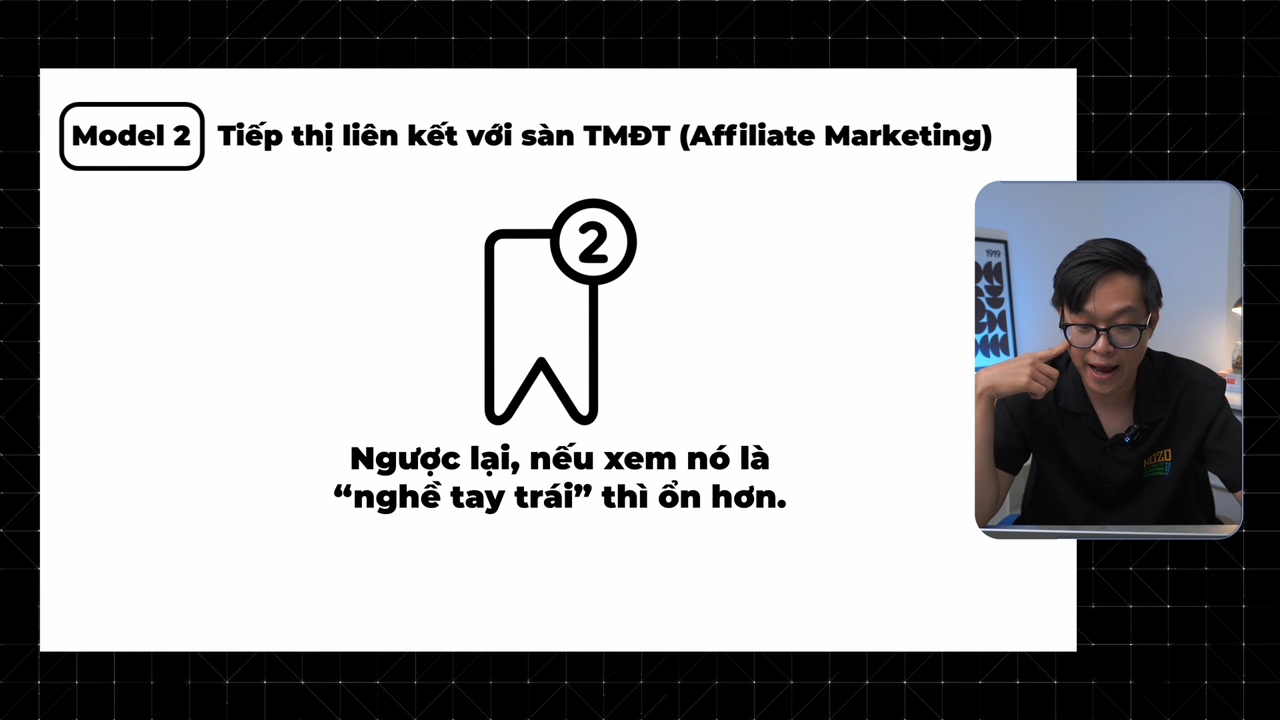 Model 2
Tiếp thị liên kết với sàn TMĐT (Affiliate Marketing)
2
Ngược lại, nếu xem nó là
“nghề tay trái” thì ổn hơn.
1919